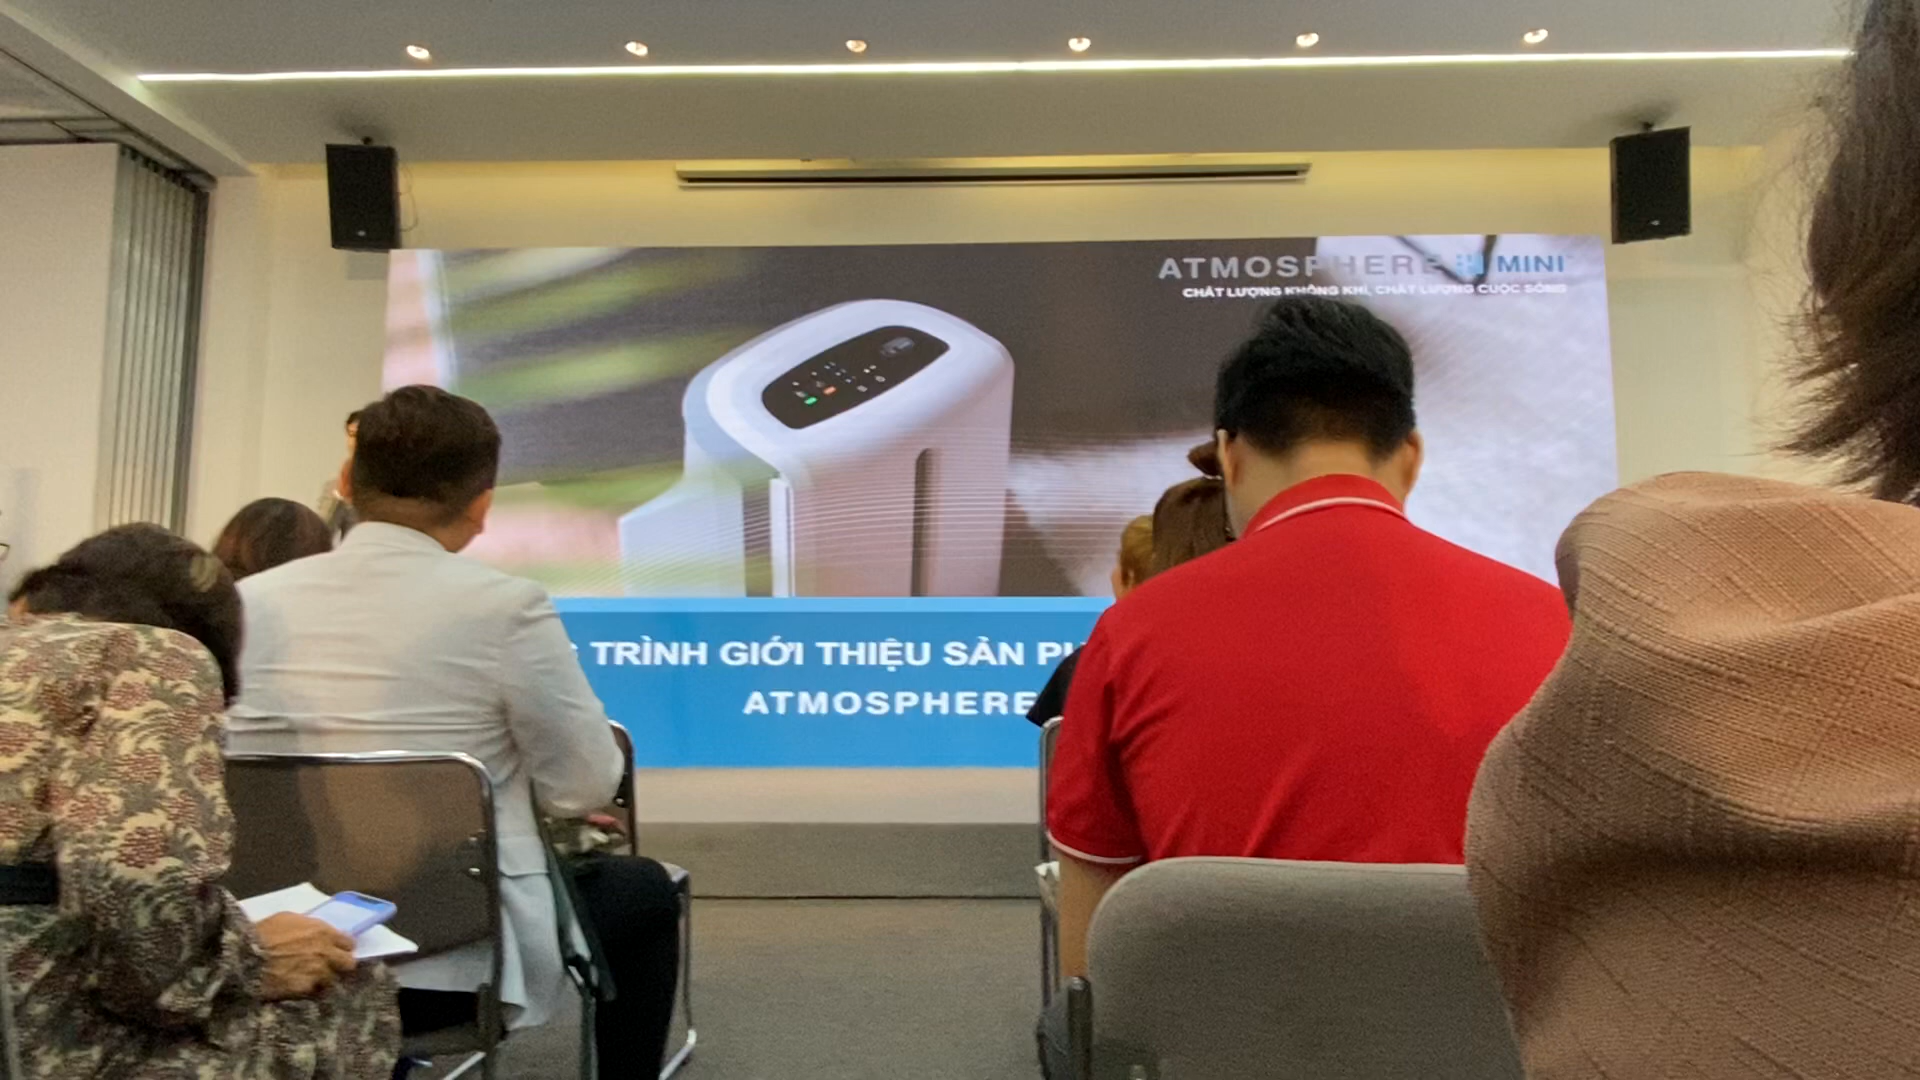 ATMOSPHERE MINI
CHẤT LƯỢNG KHÔNG KHÍ, CHẤT LƯỢNG CUỘC SỐNG
TRÌNH GIỚI THIỆU SẢN
ATMOSPHERE